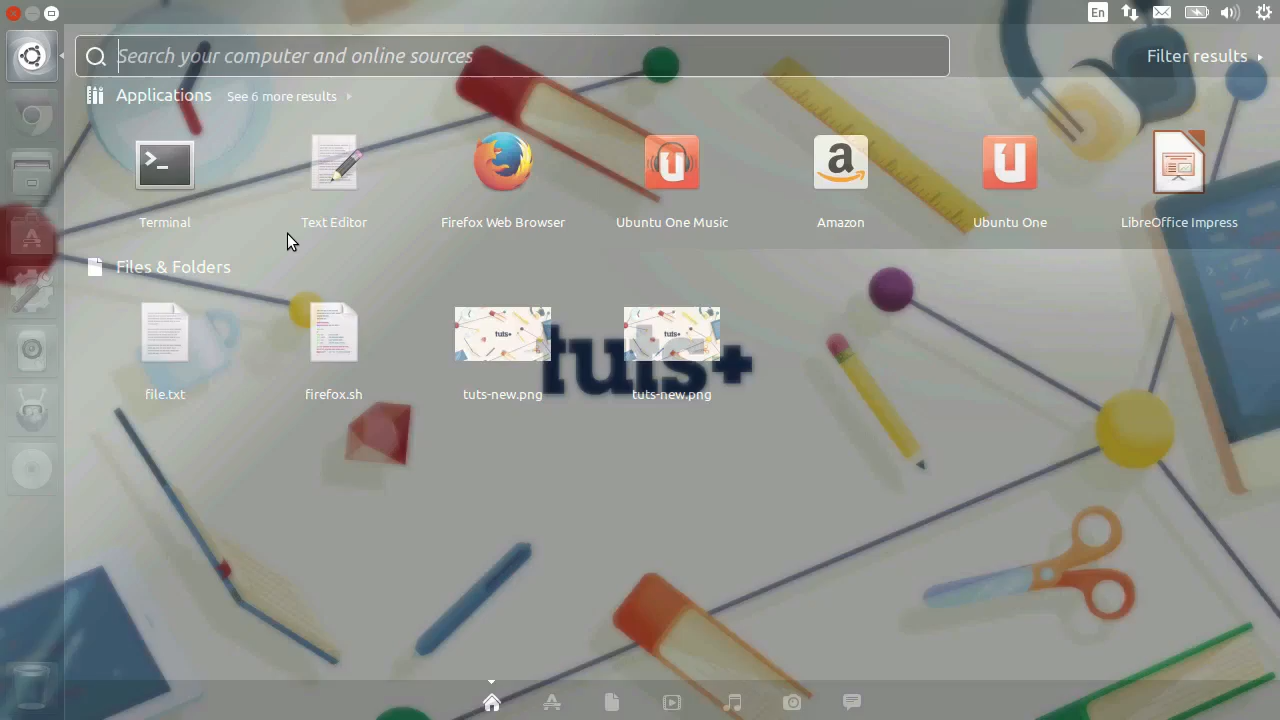 En
Search your computer and online sources
Filter results
Applications See 6 more results
Terminal
Text Editor
Firefox Web Browser
Ubuntu One Music
a
Amazon
Ubuntu One
LibreOffice Impress
Files & Folders
tuts+
tuts+
tuts+
file.txt
firefox.sh
tuts-new.png
tuts-new.png